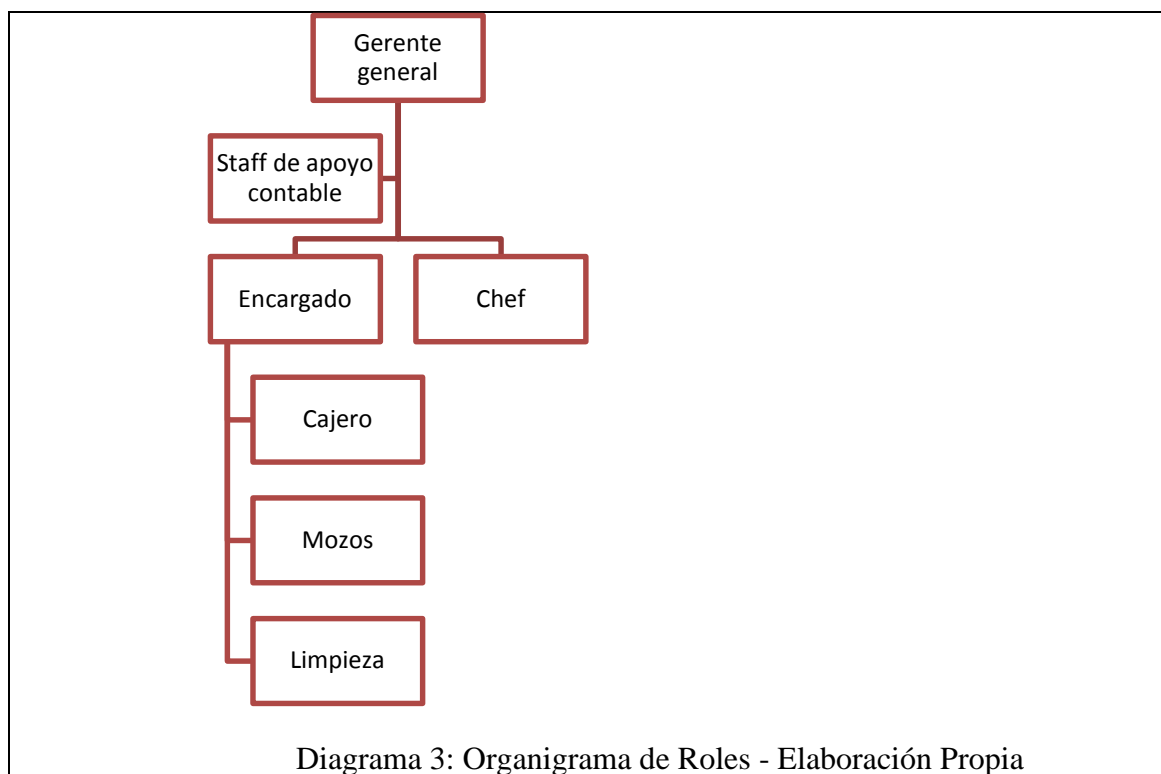 Gerente
general
Staff de apoyo
contable
Encargado
Chef
Cajero
Mozos
Limpieza
Diagrama 3: Organigrama de Roles - Elaboración Propia